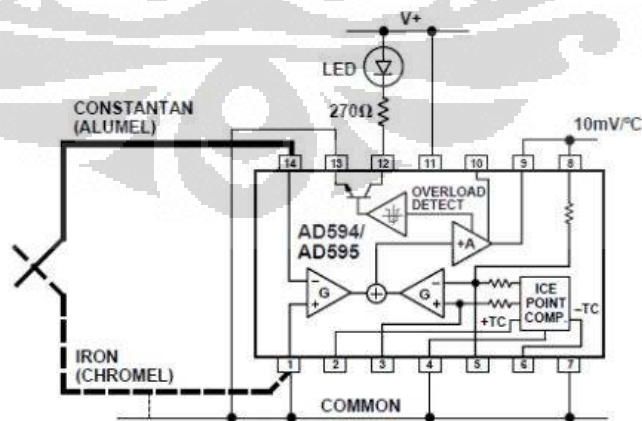 V+
LED
270Ω
CONSTANTAN
(ALUMEL)
10mV/°C
14 13 12 11 10 9 8
OVERLOAD
DETECT
AD594/
AD595
+A
G
G
ICE
POINT
COMP.
+TC
–TC
IRON
(CHROMEL)
1 2 3 4 5 6 7
COMMON